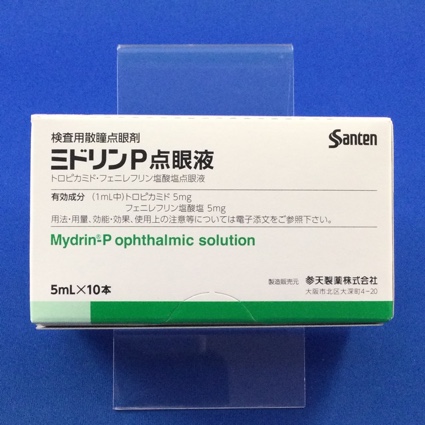 Santen
検査用散瞳点眼剤
ミドリンP点眼液
トロピカミド・フェニレフリン塩酸塩点眼液
有効成分 (1mL中)トロピカミド 5mg
フェニレフリン塩酸塩 5mg
用法・用量、効能・効果、使用上の注意等については電子添文をご参照下さい。
Mydrin®-P ophthalmic solution
5mL×10本
製造販売元 参天製薬株式会社
大阪市北区大深町4-20